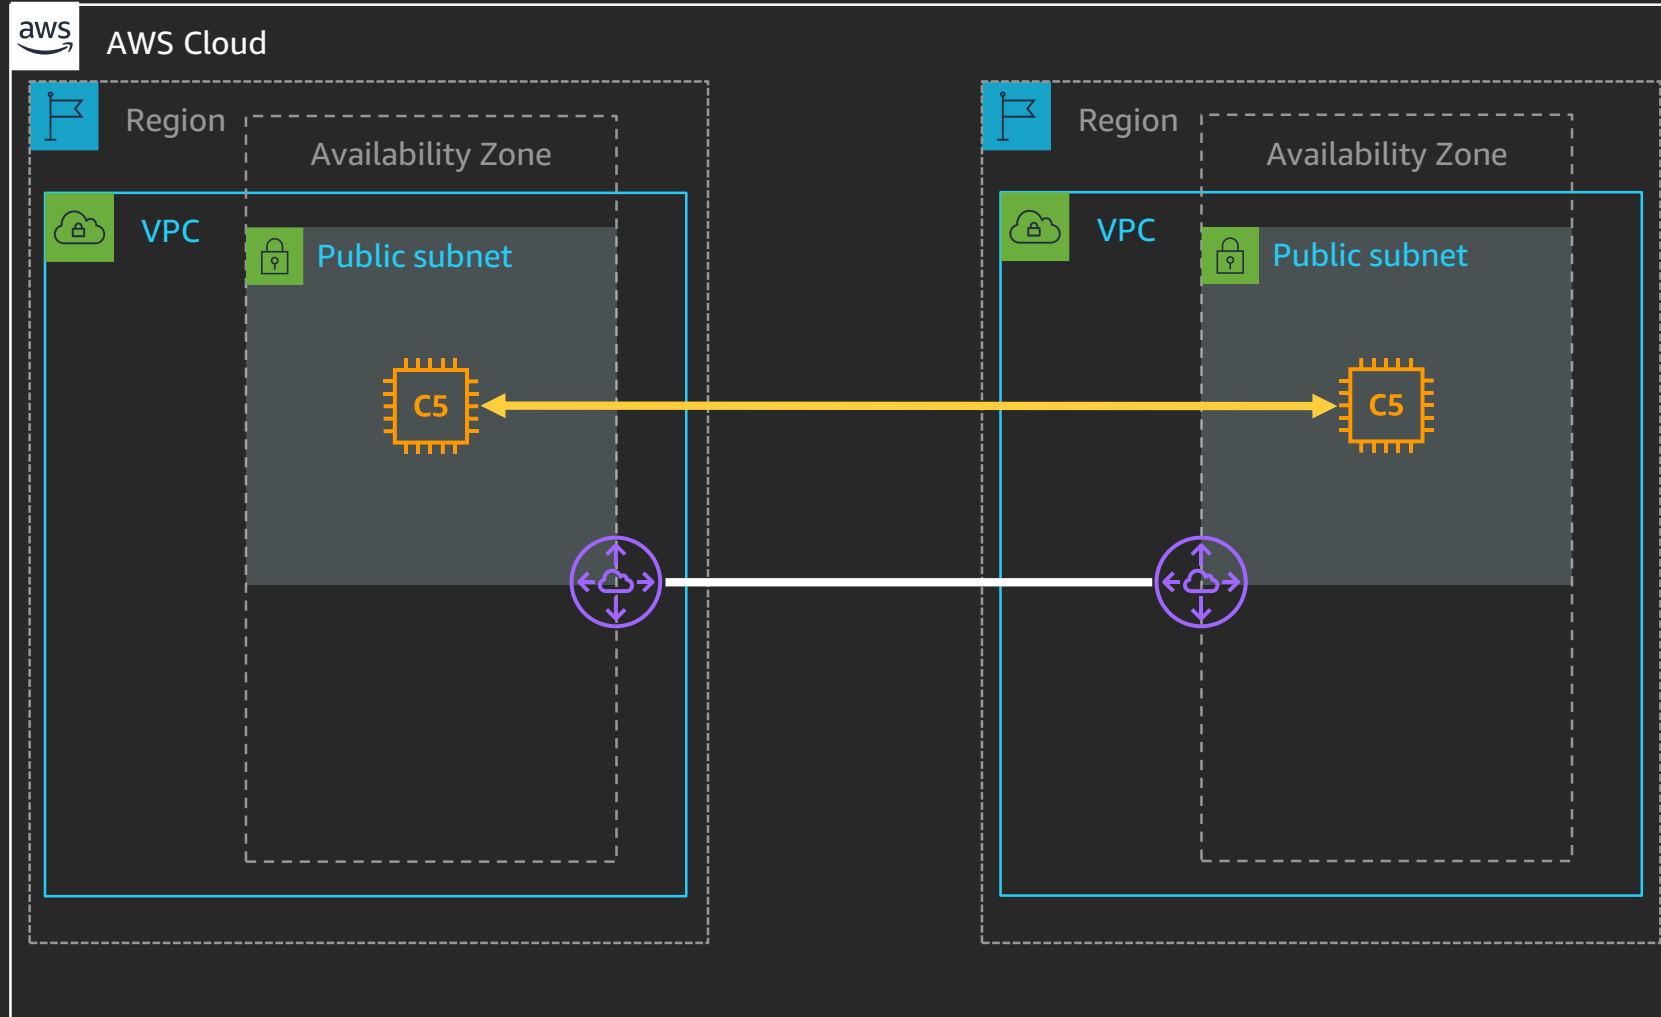 aws
AWS Cloud
Region
Availability Zone
VPC
Public subnet
C5
Region
Availability Zone
VPC
Public subnet
C5